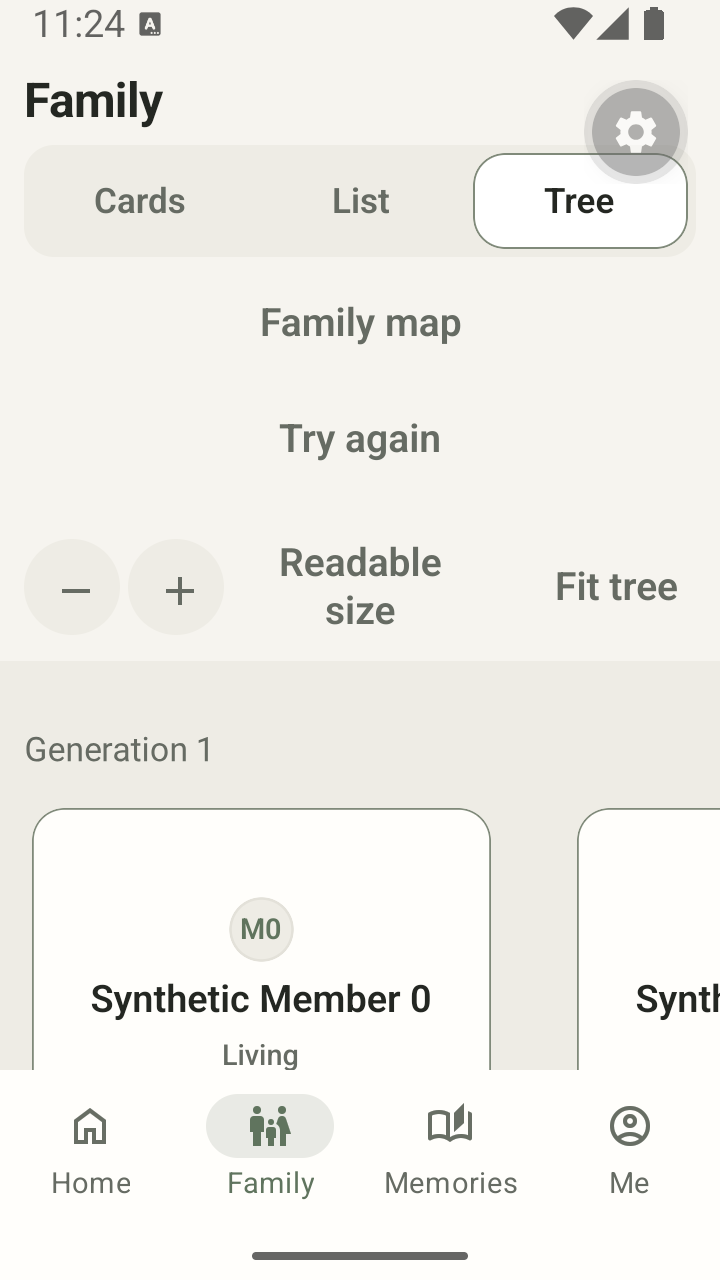 11:24
Family
Cards
List
Tree
Family map
Try again
Readable
size
Fit tree
Generation 1
M0
Synthetic Member 0
Living
Home
Family
Memories
Me